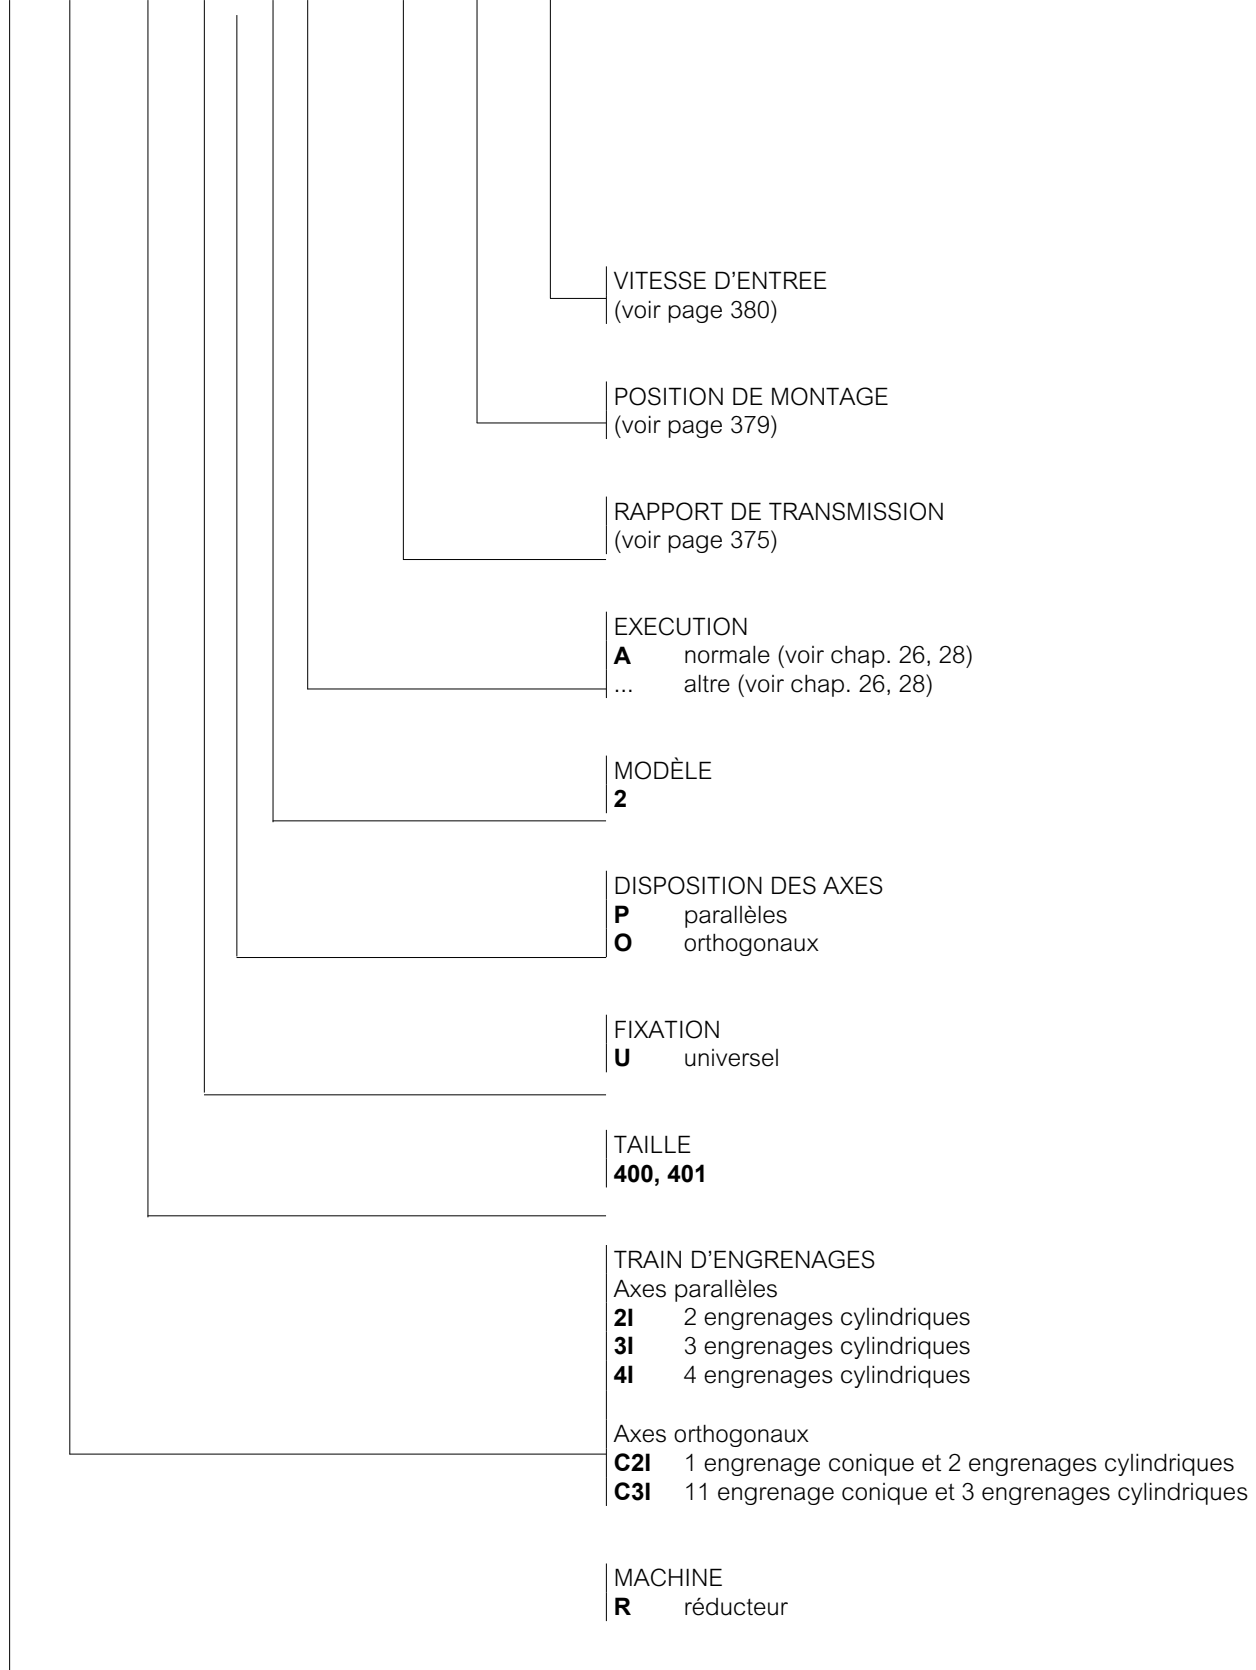 VITESSE D'ENTREE
(voir page 380)
POSITION DE MONTAGE
(voir page 379)
RAPPORT DE TRANSMISSION
(voir page 375)
EXECUTION
A normale (voir chap. 26, 28)
... altre (voir chap. 26, 28)
MODÈLE
2
DISPOSITION DES AXES
P parallèles
O orthogonaux
FIXATION
U universel
TAILLE
400, 401
TRAIN D'ENGRENAGES
Axes parallèles
2I 2 engrenages cylindriques
3I 3 engrenages cylindriques
4I 4 engrenages cylindriques
Axes orthogonaux
C2I 1 engrenage conique et 2 engrenages cylindriques
C3I 11 engrenage conique et 3 engrenages cylindriques
MACHINE
R réducteur